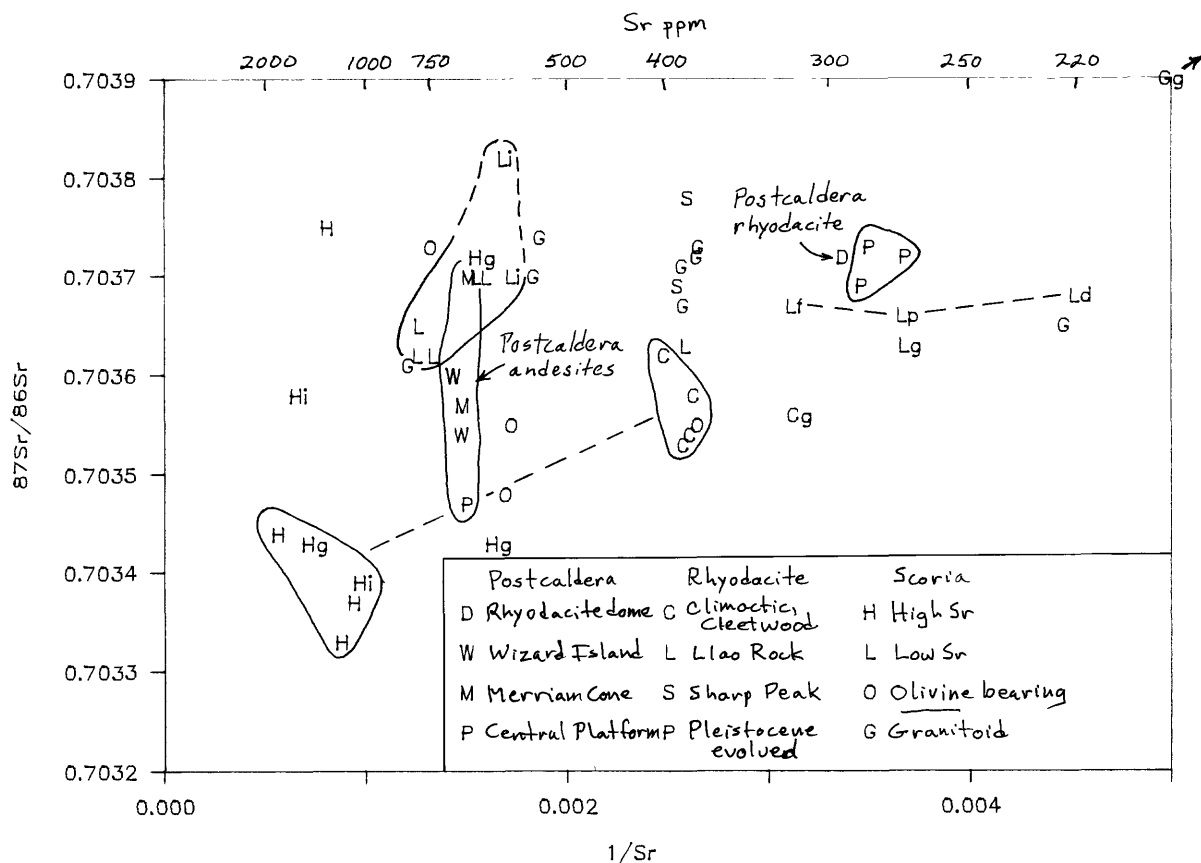 Sr ppm
2000 1000 750 500 400 300 250 220
0.7039
Gg
Li
0.7038
S
Postcaldera
rhyodacite
H
O
G
G
P
Hg
G
D
P
G
0.7037
M L L Li G
S
P
Lf
Ld
G
Lp
L
G
L
Lg
L L
C
0.7036
G
Postcaldera
andesites
W
Hi
C
M
Cg
O
O
W
C
C
0.7035
P
O
H
Hg
Hg
0.7034
Hi
H
H
0.7033
0.7032
87Sr/86Sr
Postcaldera Rhyodacite Scoria
D Rhyodacite dome C Climactic, H High Sr
Cleetwood
W Wizard Island L Llao Rock L Low Sr
M Merriam Cone S Sharp Peak O Olivine bearing
P Central Platform P Pleistocene G Granitoid
evolved
0.000 0.002 0.004
1/Sr